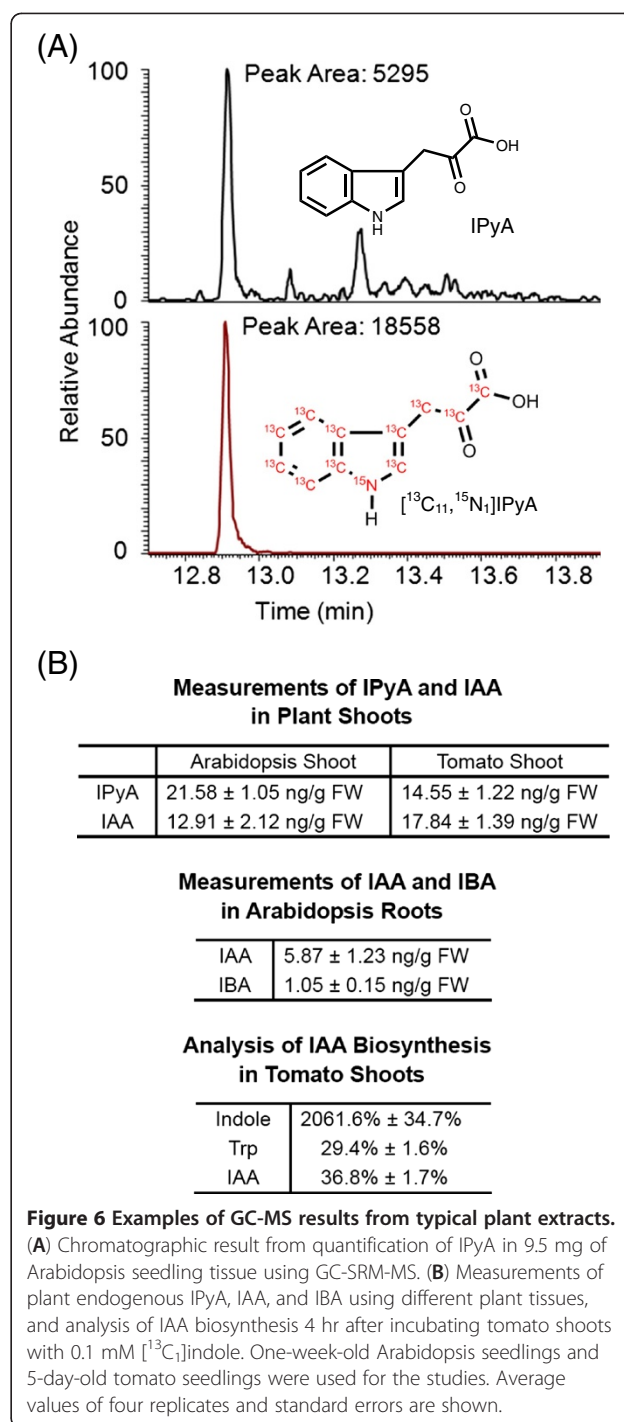 (A)
100
50
0
Peak Area: 5295
O
OH
O
N
H
IPyA
Relative Abundance
100
50
0
Peak Area: 18558
O
13C
OH
13C
13C
O
13C
13C
13C
13C
13C
13C
13C
13C
15N
H
[13C11,15N1]IPyA
12.8 13.0 13.2 13.4 13.6 13.8
Time (min)
(B)
Measurements of IPyA and IAA
in Plant Shoots
Arabidopsis Shoot Tomato Shoot
IPyA 21.58 ± 1.05 ng/g FW 14.55 ± 1.22 ng/g FW
IAA 12.91 ± 2.12 ng/g FW 17.84 ± 1.39 ng/g FW
Measurements of IAA and IBA
in Arabidopsis Roots
IAA 5.87 ± 1.23 ng/g FW
IBA 1.05 ± 0.15 ng/g FW
Analysis of IAA Biosynthesis
in Tomato Shoots
Indole 2061.6% ± 34.7%
Trp 29.4% ± 1.6%
IAA 36.8% ± 1.7%
Figure 6 Examples of GC-MS results from typical plant extracts.
(A) Chromatographic result from quantification of IPyA in 9.5 mg of
Arabidopsis seedling tissue using GC-SRM-MS. (B) Measurements of
plant endogenous IPyA, IAA, and IBA using different plant tissues,
and analysis of IAA biosynthesis 4 hr after incubating tomato shoots
with 0.1 mM [13C1]indole. One-week-old Arabidopsis seedlings and
5-day-old tomato seedlings were used for the studies. Average
values of four replicates and standard errors are shown.